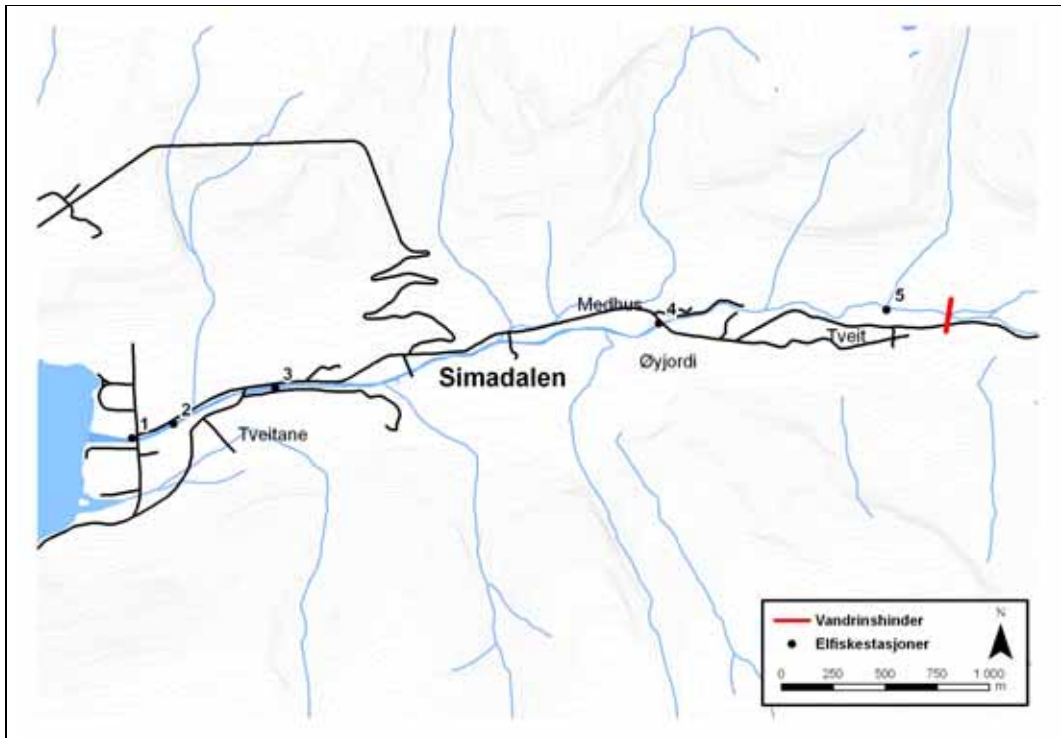 5
Medhus
4
Tveit
Øyjordi
Simadalen
3
2
1
Tveitane
Vandrinshinder
Elfiskestasjoner
N
0 250 500 750 1 000
m